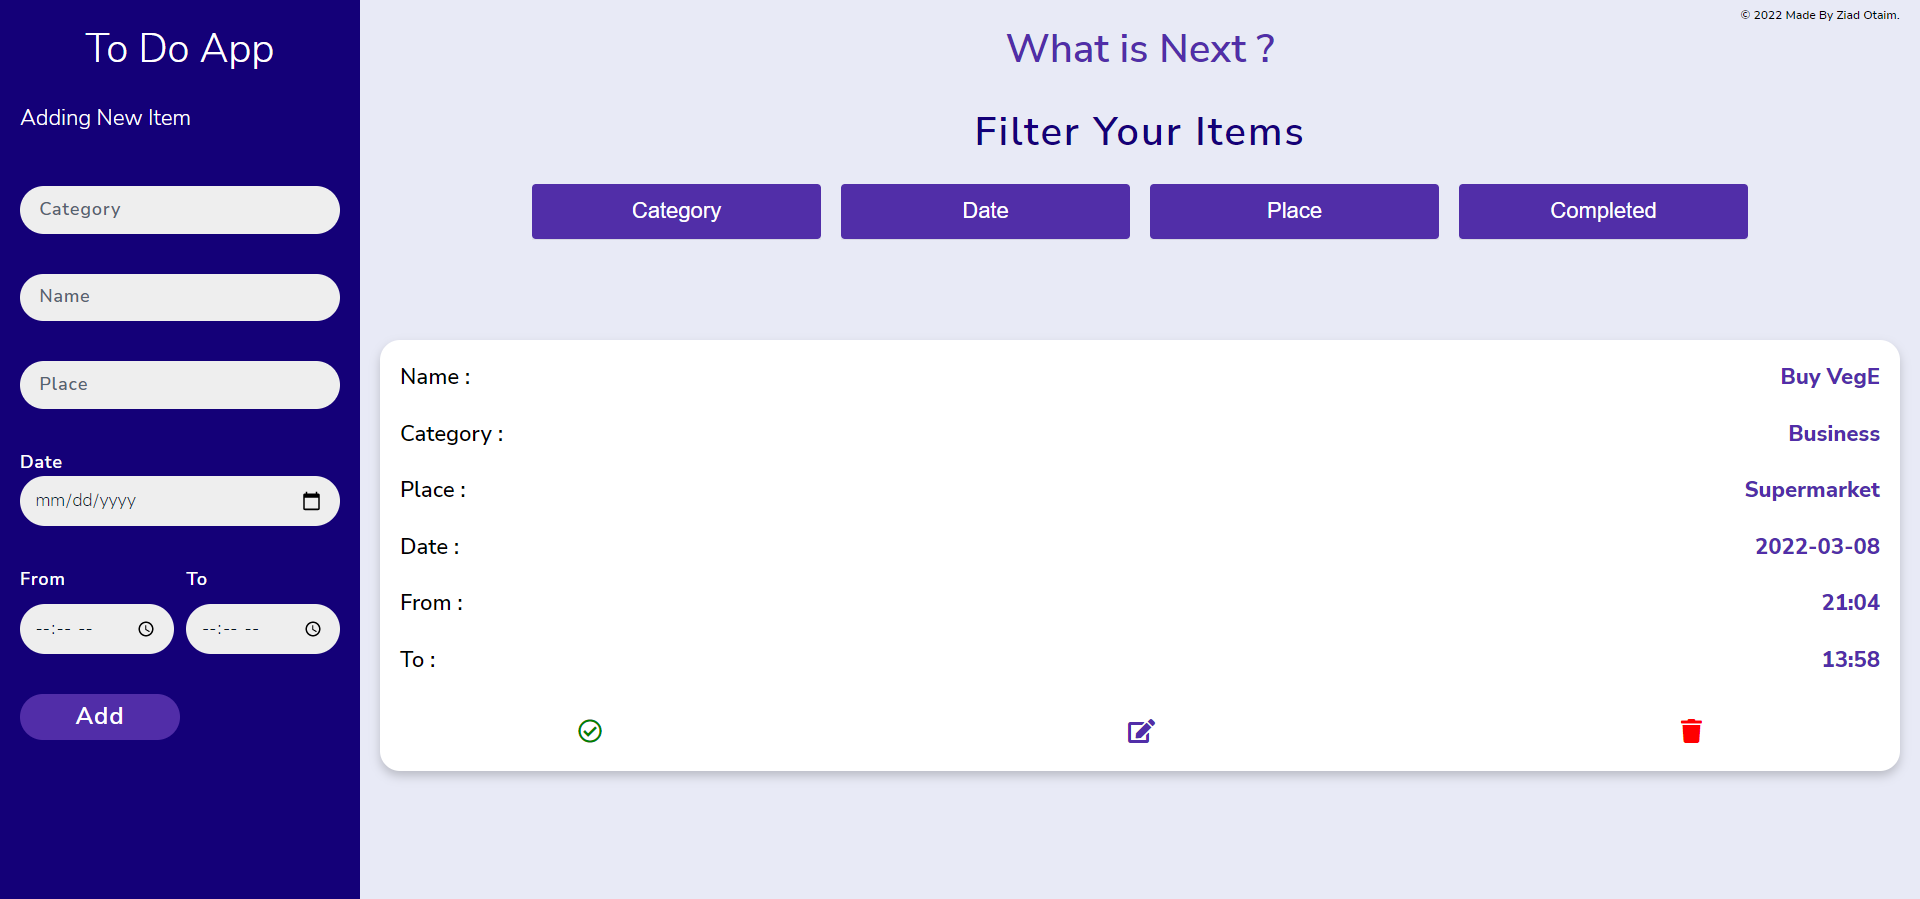 To Do App
Adding New Item
Category
Name
Place
Date
mm/dd/yyyy
From To
--:-- -- --:-- --
Add
© 2022 Made By Ziad Otaim.
What is Next ?
Filter Your Items
Category Date Place Completed
Name : Buy VegE
Category : Business
Place : Supermarket
Date : 2022-03-08
From : 21:04
To : 13:58